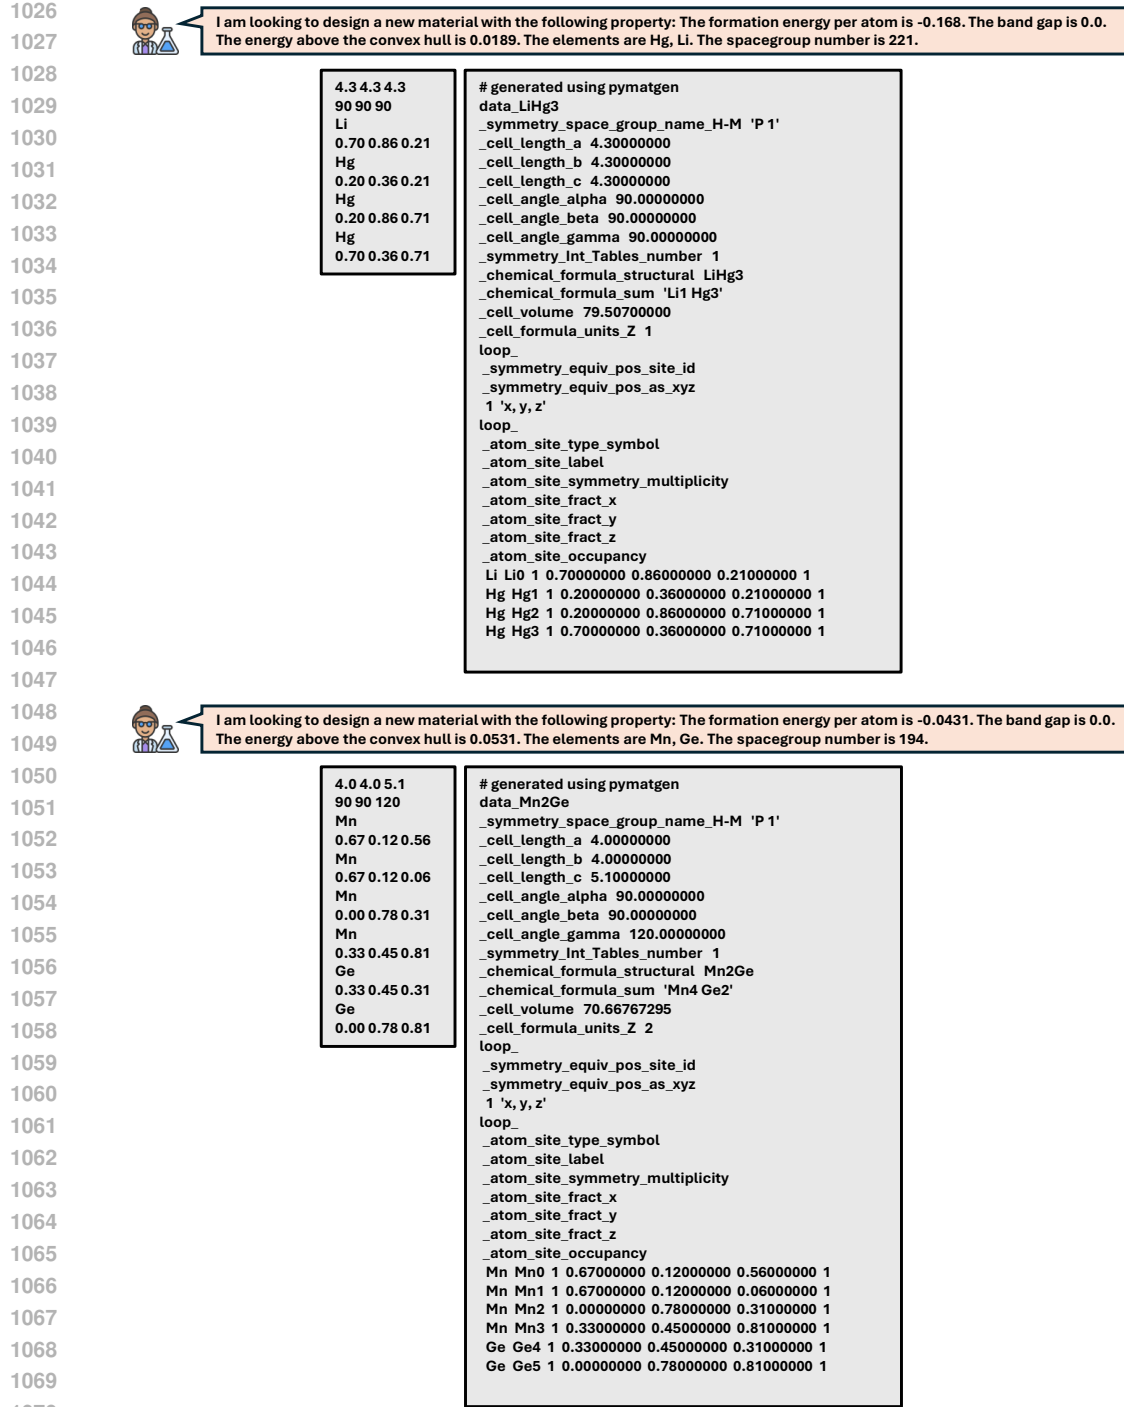 1026
1027
1028
1029
1030
1031
1032
1033
1034
1035
1036
1037
1038
1039
1040
1041
1042
1043
1044
1045
1046
1047
1048
1049
1050
1051
1052
1053
1054
1055
1056
1057
1058
1059
1060
1061
1062
1063
1064
1065
1066
1067
1068
1069
I am looking to design a new material with the following property: The formation energy per atom is -0.168. The band gap is 0.0.
The energy above the convex hull is 0.0189. The elements are Hg, Li. The spacegroup number is 221.
4.3 4.3 4.3
90 90 90
Li
0.70 0.86 0.21
Hg
0.20 0.36 0.21
Hg
0.20 0.86 0.71
Hg
0.70 0.36 0.71
# generated using pymatgen
data_LiHg3
_symmetry_space_group_name_H-M 'P 1'
_cell_length_a 4.30000000
_cell_length_b 4.30000000
_cell_length_c 4.30000000
_cell_angle_alpha 90.00000000
_cell_angle_beta 90.00000000
_cell_angle_gamma 90.00000000
_symmetry_Int_Tables_number 1
_chemical_formula_structural LiHg3
_chemical_formula_sum 'Li1 Hg3'
_cell_volume 79.50700000
_cell_formula_units_Z 1
loop_
_symmetry_equiv_pos_site_id
_symmetry_equiv_pos_as_xyz
1 'x, y, z'
loop_
_atom_site_type_symbol
_atom_site_label
_atom_site_symmetry_multiplicity
_atom_site_fract_x
_atom_site_fract_y
_atom_site_fract_z
_atom_site_occupancy
Li Li0 1 0.70000000 0.86000000 0.21000000 1
Hg Hg1 1 0.20000000 0.36000000 0.21000000 1
Hg Hg2 1 0.20000000 0.86000000 0.71000000 1
Hg Hg3 1 0.70000000 0.36000000 0.71000000 1
I am looking to design a new material with the following property: The formation energy per atom is -0.0431. The band gap is 0.0.
The energy above the convex hull is 0.0531. The elements are Mn, Ge. The spacegroup number is 194.
4.0 4.0 5.1
90 90 120
Mn
0.67 0.12 0.56
Mn
0.67 0.12 0.06
Mn
0.00 0.78 0.31
Mn
0.33 0.45 0.81
Ge
0.33 0.45 0.31
Ge
0.00 0.78 0.81
# generated using pymatgen
data_Mn2Ge
_symmetry_space_group_name_H-M 'P 1'
_cell_length_a 4.00000000
_cell_length_b 4.00000000
_cell_length_c 5.10000000
_cell_angle_alpha 90.00000000
_cell_angle_beta 90.00000000
_cell_angle_gamma 120.00000000
_symmetry_Int_Tables_number 1
_chemical_formula_structural Mn2Ge
_chemical_formula_sum 'Mn4 Ge2'
_cell_volume 70.66767295
_cell_formula_units_Z 2
loop_
_symmetry_equiv_pos_site_id
_symmetry_equiv_pos_as_xyz
1 'x, y, z'
loop_
_atom_site_type_symbol
_atom_site_label
_atom_site_symmetry_multiplicity
_atom_site_fract_x
_atom_site_fract_y
_atom_site_fract_z
_atom_site_occupancy
Mn Mn0 1 0.67000000 0.12000000 0.56000000 1
Mn Mn1 1 0.67000000 0.12000000 0.06000000 1
Mn Mn2 1 0.00000000 0.78000000 0.31000000 1
Mn Mn3 1 0.33000000 0.45000000 0.81000000 1
Ge Ge4 1 0.33000000 0.45000000 0.31000000 1
Ge Ge5 1 0.00000000 0.78000000 0.81000000 1